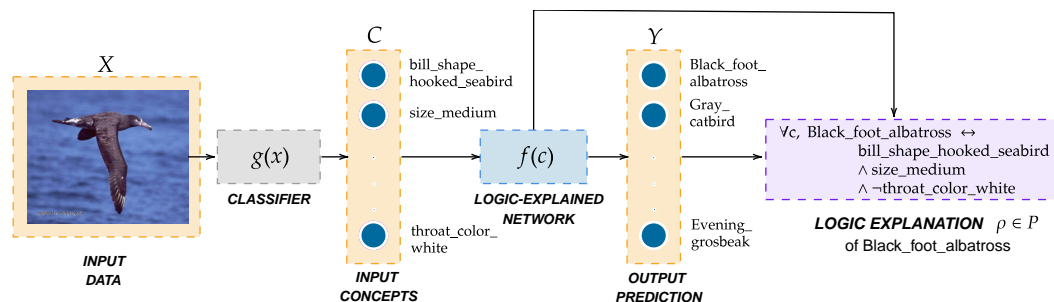 X
INPUT
DATA
g(x)
CLASSIFIER
C
bill_shape_
hooked_seabird
size_medium
throat_color_
white
INPUT
CONCEPTS
f(c)
LOGIC-EXPLAINED
NETWORK
Y
Black_foot_
albatross
Gray_
catbird
Evening_
grosbeak
OUTPUT
PREDICTION
∀c, Black_foot_albatross ↔
bill_shape_hooked_seabird
∧ size_medium
∧ ¬throat_color_white
LOGIC EXPLANATION ρ ∈ P
of Black_foot_albatross